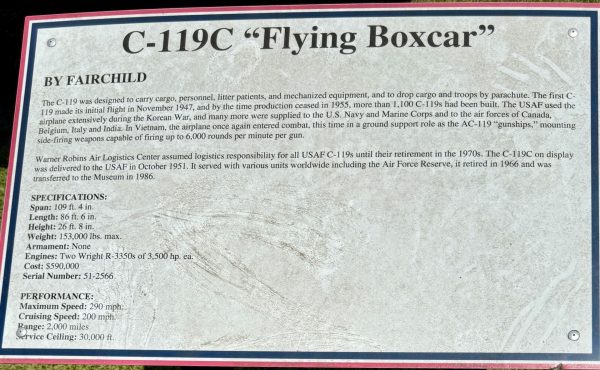 C-119C “Flying Boxcar”
BY FAIRCHILD
The C-119 was designed to carry cargo, personnel, litter patients, and mechanized equipment, and to drop cargo and troops by parachute. The first C-
119 made its initial flight in November 1947, and by the time production ceased in 1955, more than 1,100 C-119s had been built. The USAF used the
airplane extensively during the Korean War, and many more were supplied to the U.S. Navy and Marine Corps and to the air forces of Canada,
Belgium, Italy and India. In Vietnam, the airplane once again entered combat, this time in a ground support role as the AC-119 “gunships,” mounting
side-firing weapons capable of firing up to 6,000 rounds per minute per gun.
Warner Robins Air Logistics Center assumed logistics responsibility for all USAF C-119s until their retirement in the 1970s. The C-119C on display
was delivered to the USAF in October 1951. It served with various units worldwide including the Air Force Reserve, it retired in 1966 and was
transferred to the Museum in 1986.
SPECIFICATIONS:
Span: 109 ft. 4 in.
Length: 86 ft. 6 in.
Height: 26 ft. 8 in.
Weight: 153,000 lbs. max.
Armament: None
Engines: Two Wright R-3350s of 3,500 hp. ea.
Cost: $590,000
Serial Number: 51-2566
PERFORMANCE:
Maximum Speed: 290 mph.
Cruising Speed: 200 mph.
Range: 2,000 miles
Service Ceiling: 30,000 ft.